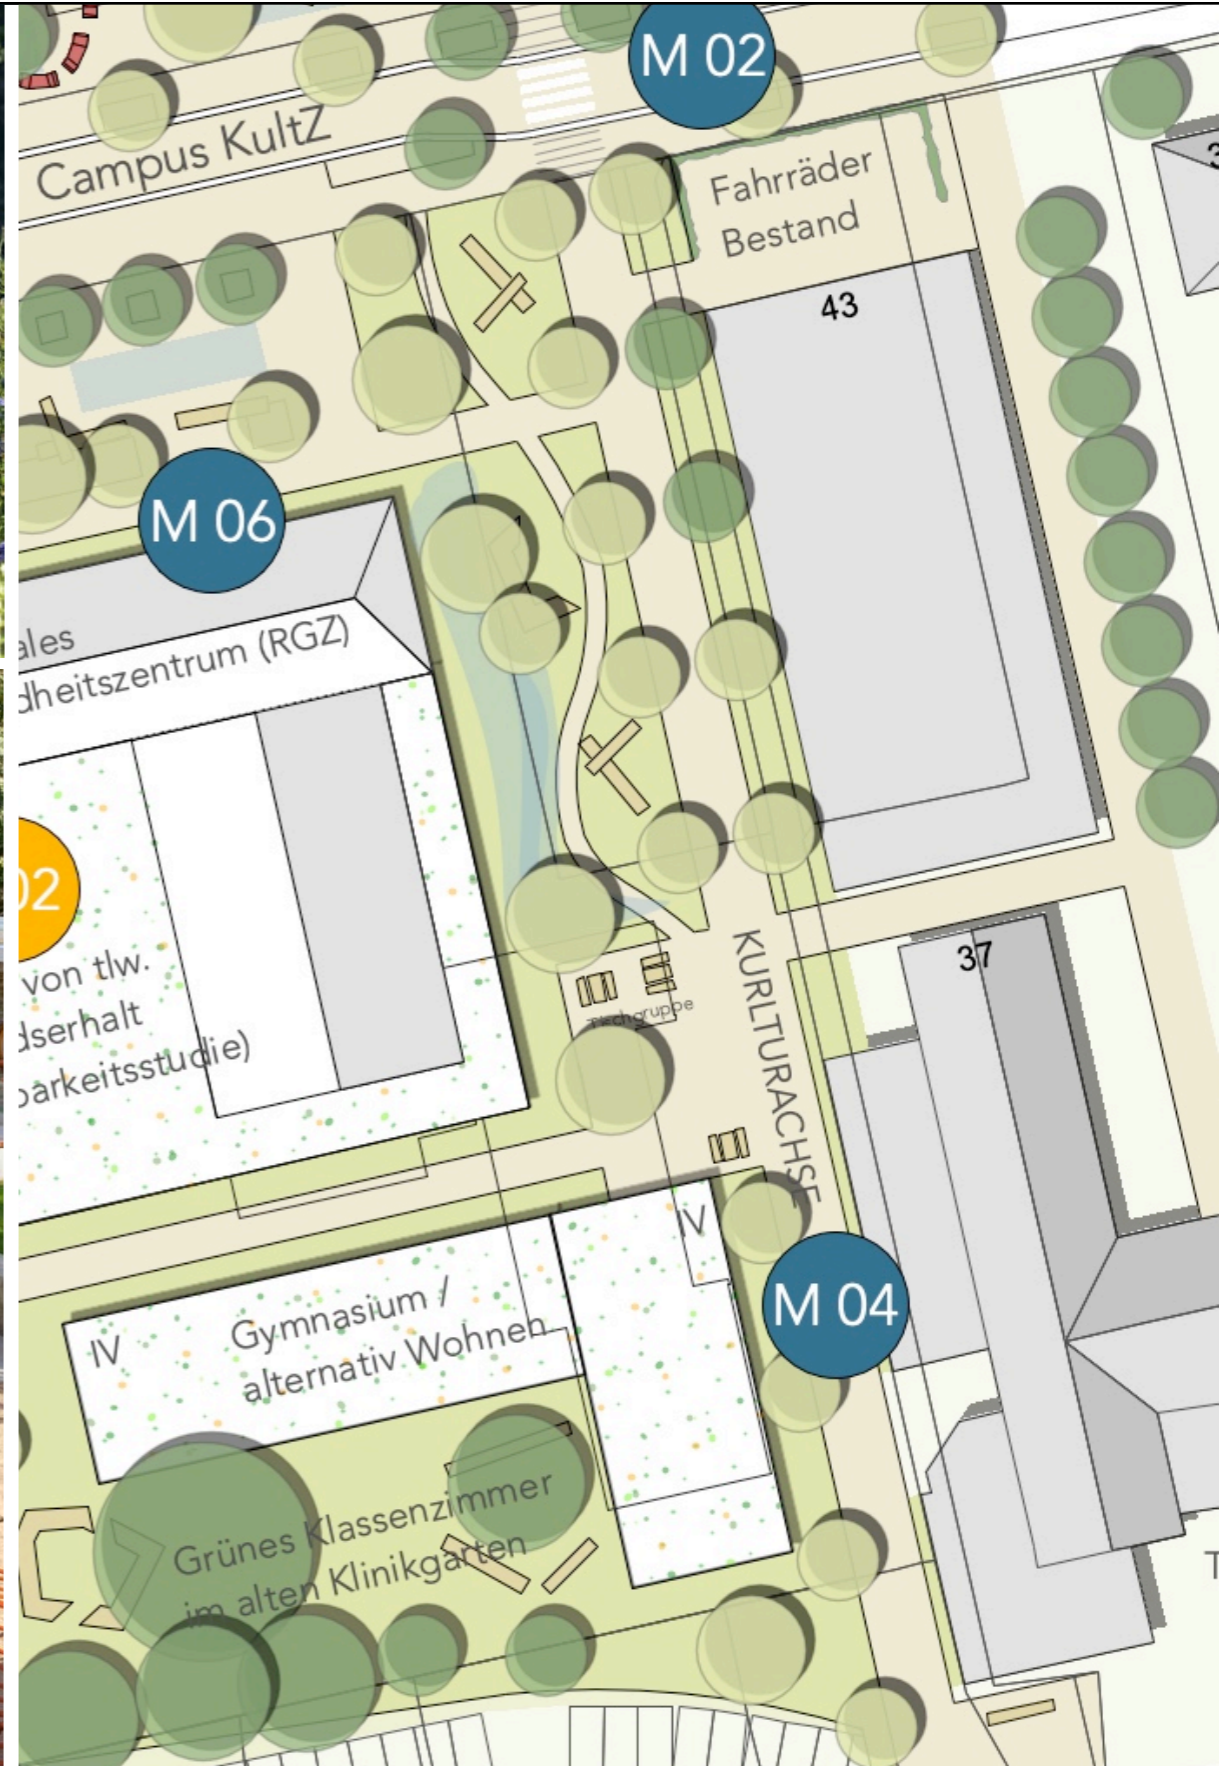 M 02
Campus KultZ
Fahrräder
Bestand
43
M 06
ales
dheitszentrum (RGZ)
02
von tlw.
dserhalt
barkeitsstudie)
Tischgruppe
KURLTURACHSE
37
IV
M 04
IV
Gymnasium /
alternativ Wohnen
Grünes Klassenzimmer
im alten Klinikgarten